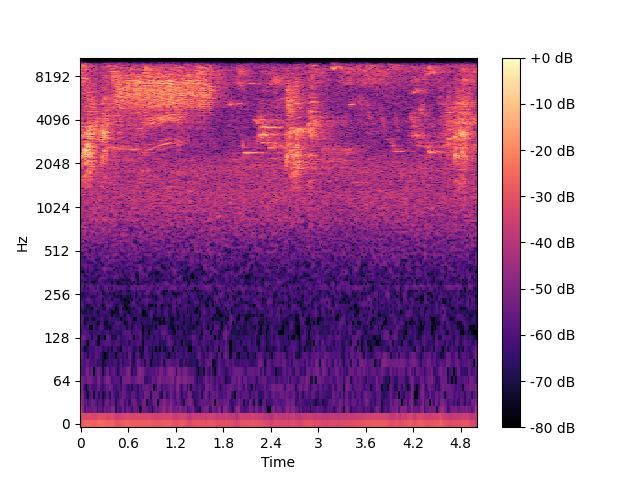 8192
4096
2048
1024
512
256
128
64
0
Hz
0 0.6 1.2 1.8 2.4 3 3.6 4.2 4.8
Time
+0 dB
-10 dB
-20 dB
-30 dB
-40 dB
-50 dB
-60 dB
-70 dB
-80 dB